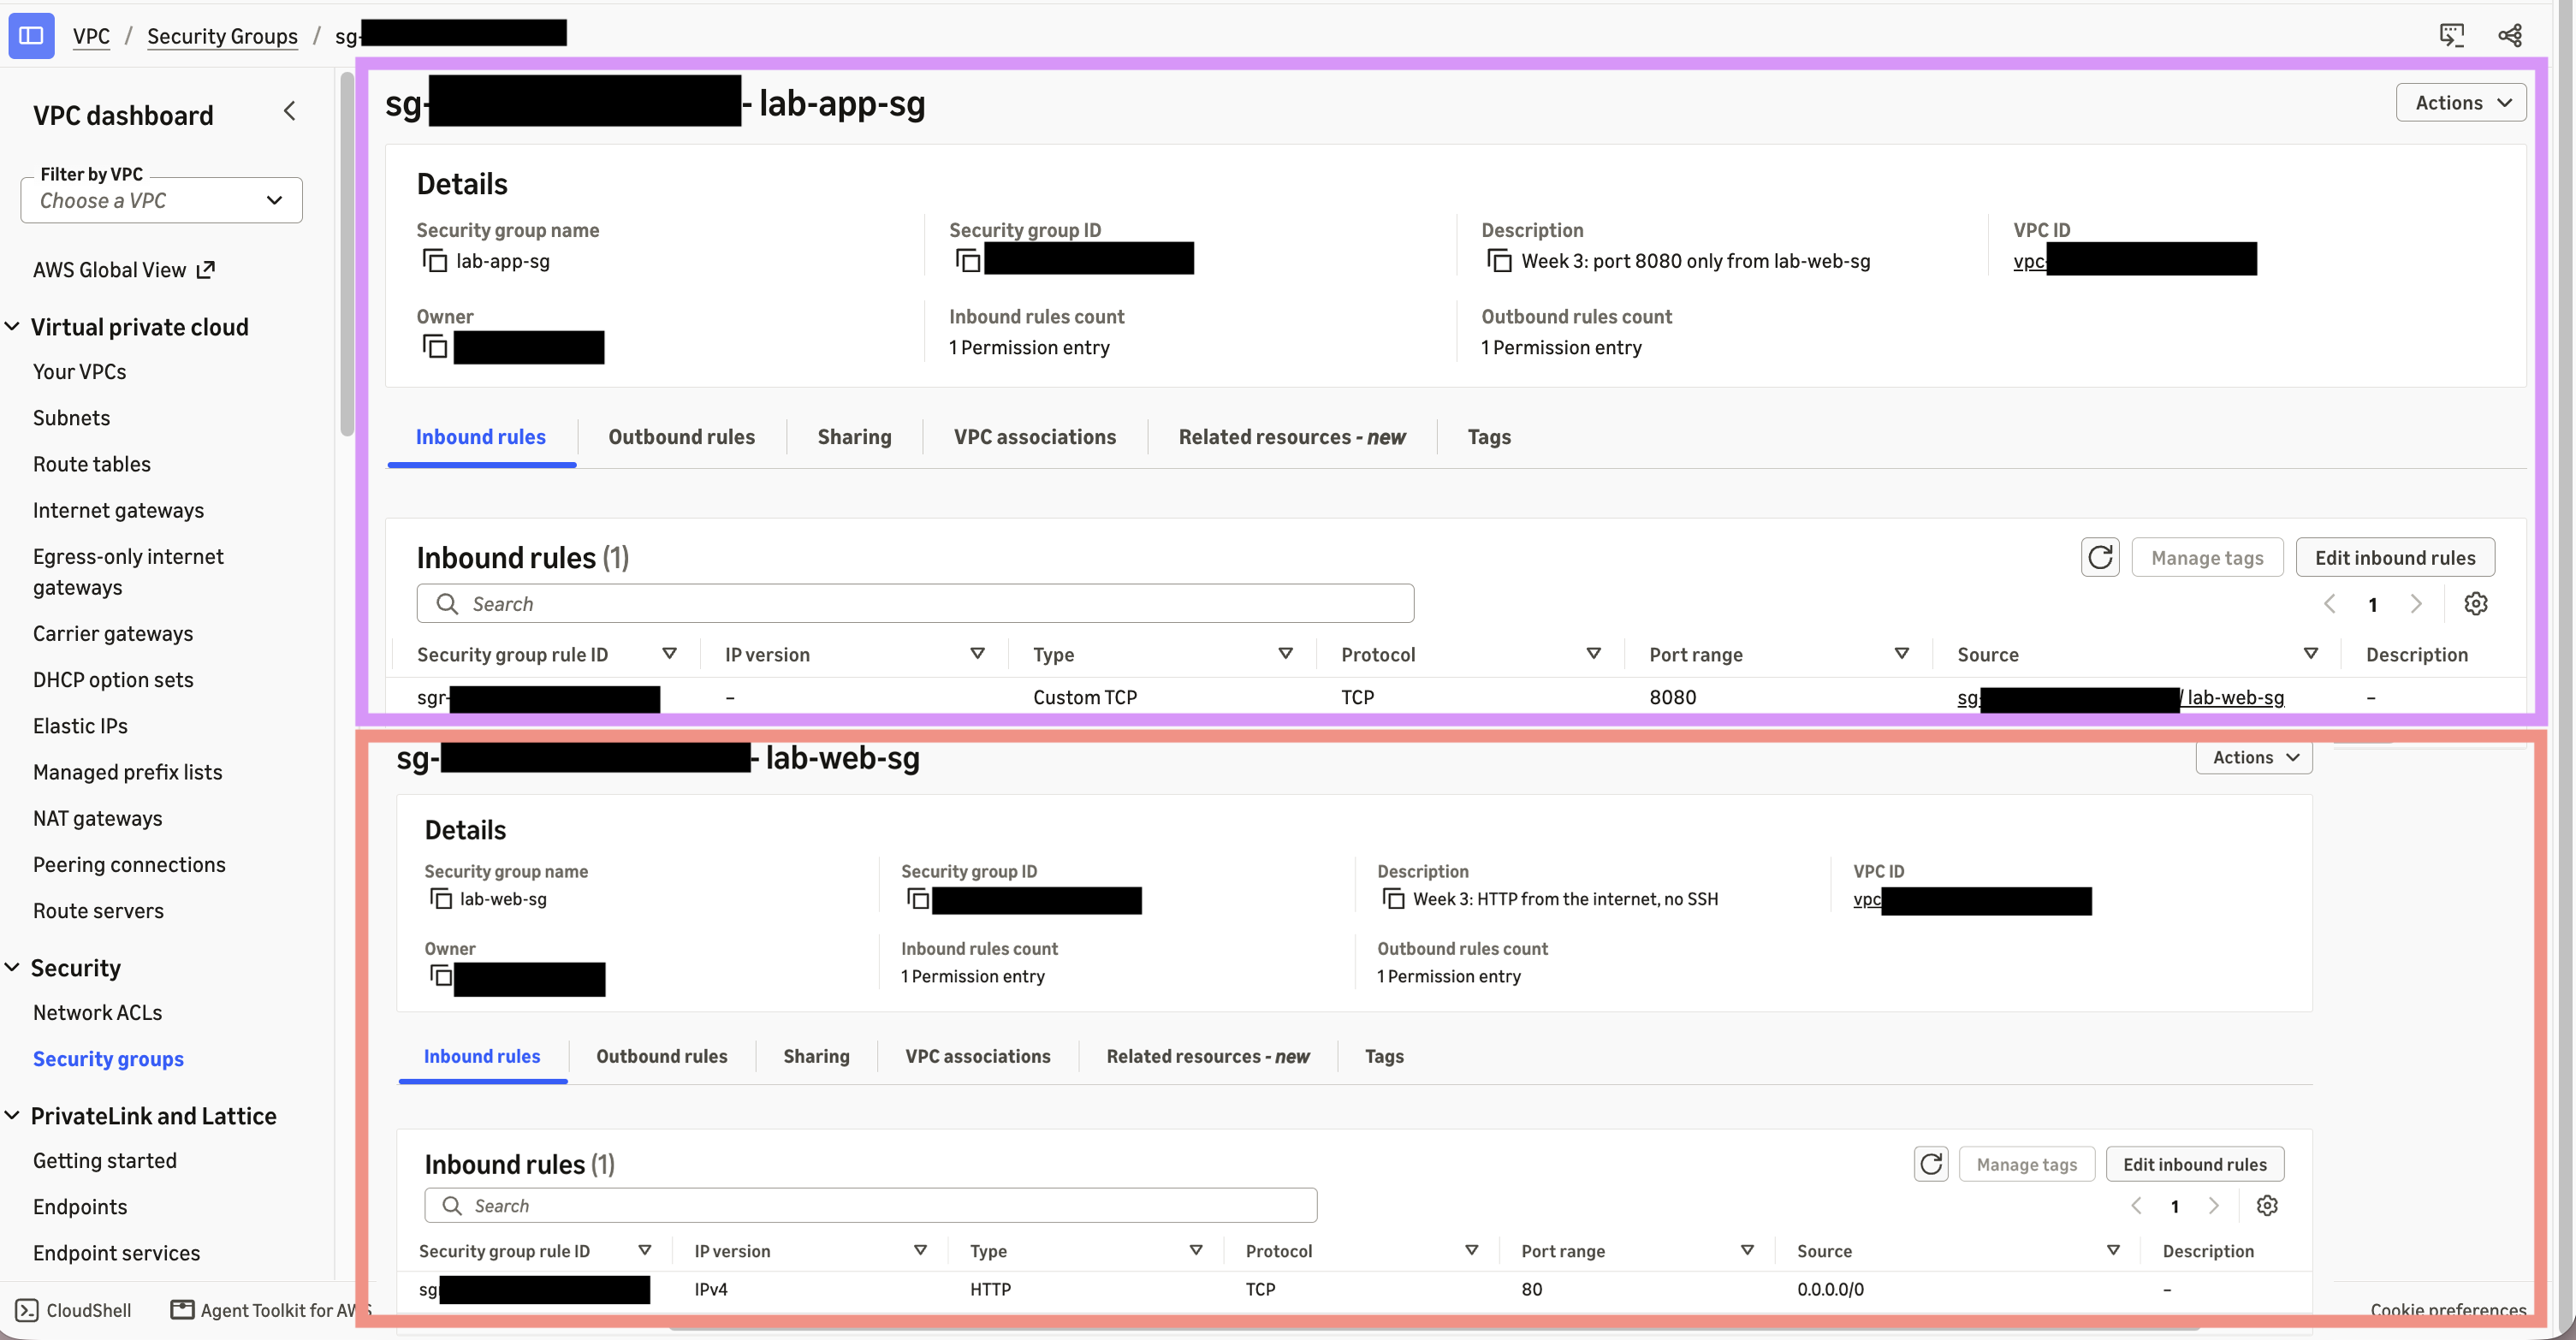 VPC / Security Groups / sg-
VPC dashboard
Filter by VPC
Choose a VPC
AWS Global View
Virtual private cloud
Your VPCs
Subnets
Route tables
Internet gateways
Egress-only internet
gateways
Carrier gateways
DHCP option sets
Elastic IPs
Managed prefix lists
NAT gateways
Peering connections
Route servers
Security
Network ACLs
Security groups
PrivateLink and Lattice
Getting started
Endpoints
Endpoint services
sg- - lab-app-sg
Actions
Details
Security group name
lab-app-sg
Security group ID
Description
Week 3: port 8080 only from lab-web-sg
VPC ID
vpc-
Owner
Inbound rules count
1 Permission entry
Outbound rules count
1 Permission entry
Inbound rules Outbound rules Sharing VPC associations Related resources - new Tags
Inbound rules (1)
Manage tags Edit inbound rules
Search
1
Security group rule ID IP version Type Protocol Port range Source Description
sgr- – Custom TCP TCP 8080 sg- / lab-web-sg –
sg- - lab-web-sg
Actions
Details
Security group name
lab-web-sg
Security group ID
Description
Week 3: HTTP from the internet, no SSH
VPC ID
vpc
Owner
Inbound rules count
1 Permission entry
Outbound rules count
1 Permission entry
Inbound rules Outbound rules Sharing VPC associations Related resources - new Tags
Inbound rules (1)
Manage tags Edit inbound rules
Search
1
Security group rule ID IP version Type Protocol Port range Source Description
sgr IPv4 HTTP TCP 80 0.0.0.0/0 –
CloudShell Agent Toolkit for AWS Cookie preferences